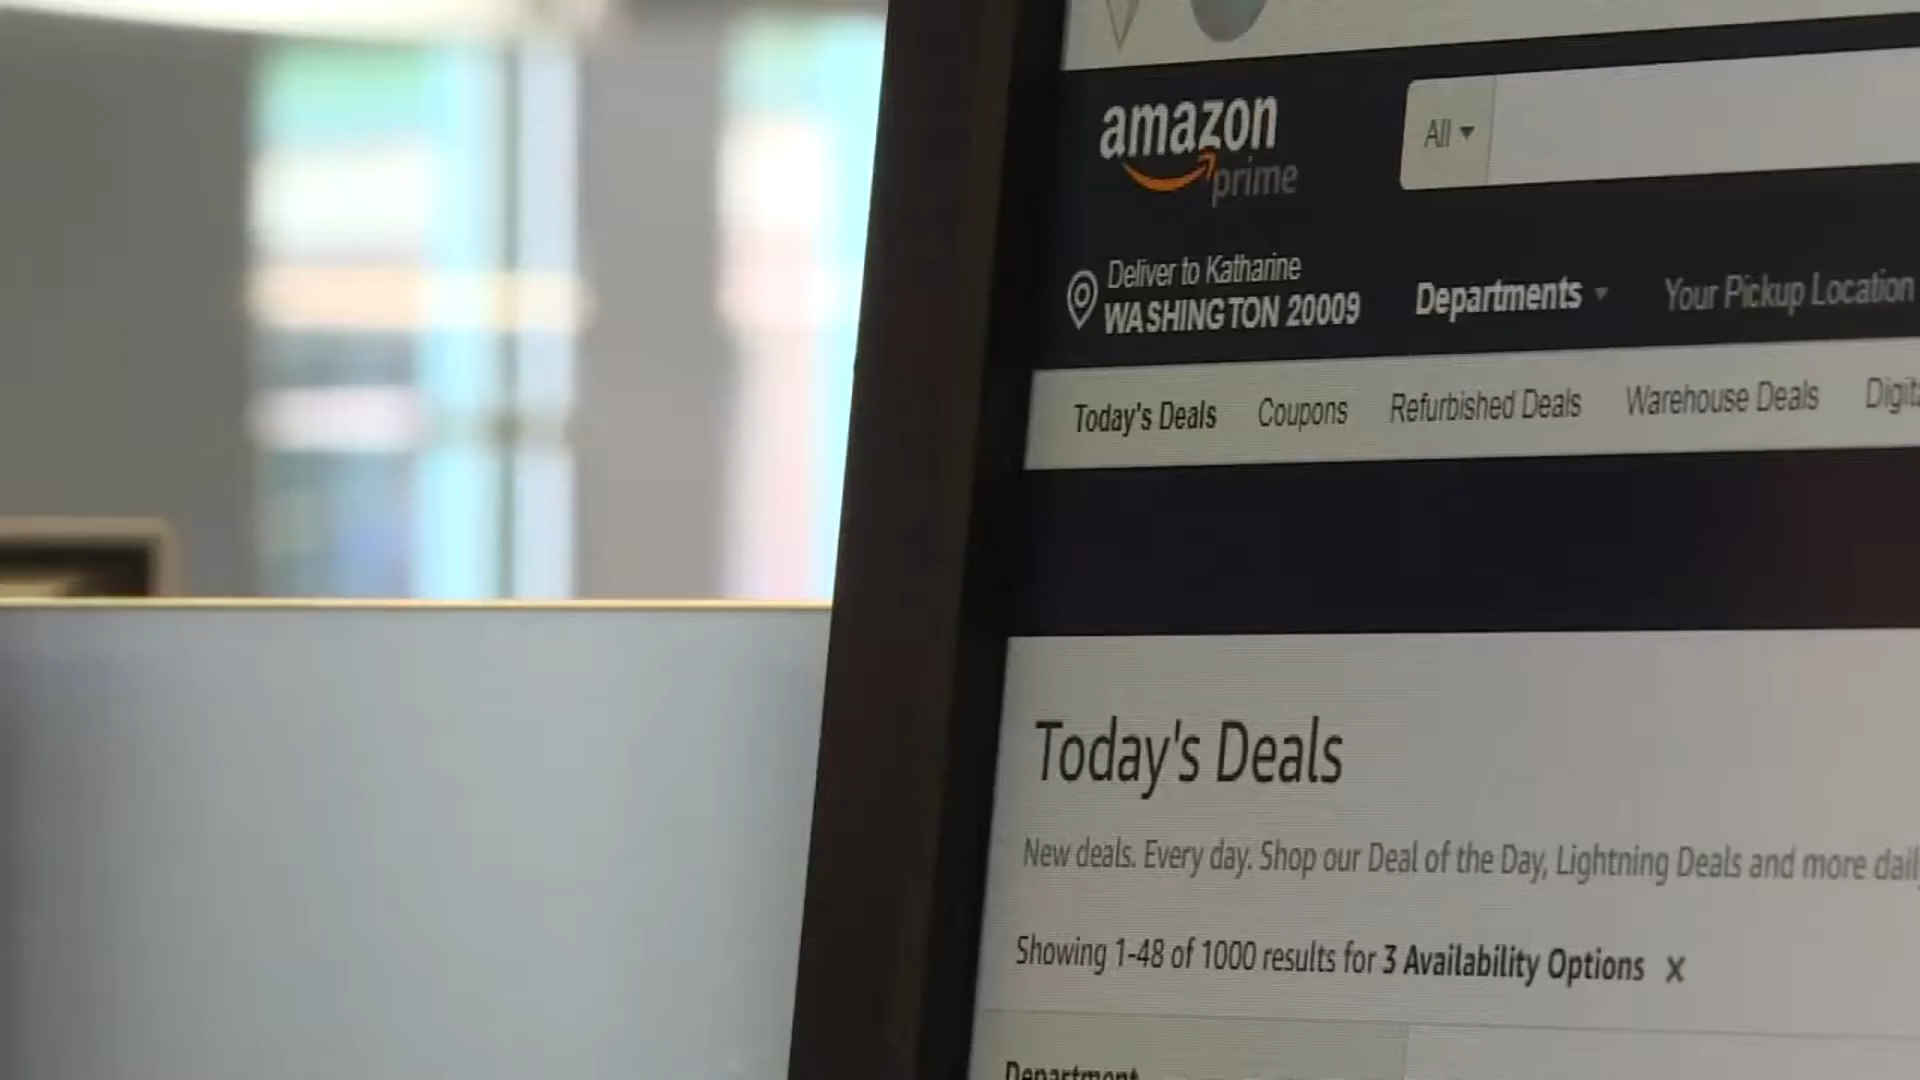 amazon
prime
All
Deliver to Katharine
WASHINGTON 20009
Departments
Your Pickup Location
Today's Deals Coupons Refurbished Deals Warehouse Deals
Today's Deals
New deals. Every day. Shop our Deal of the Day, Lightning Deals and more
Showing 1-48 of 1000 results for 3 Availability Options X
Department